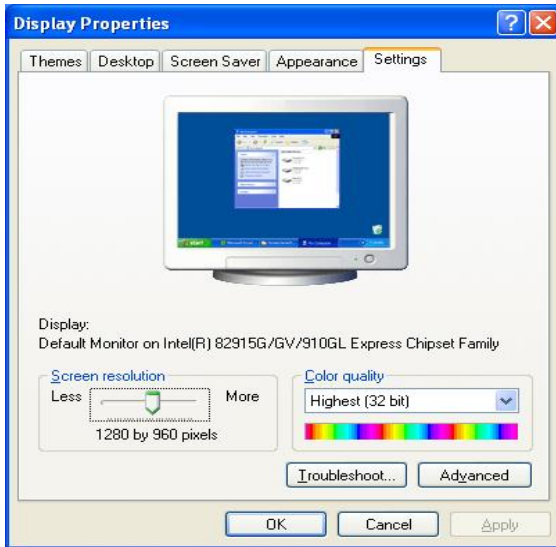 Display Properties
Themes Desktop Screen Saver Appearance Settings
start
Display:
Default Monitor on Intel(R) 82915G/GV/910GL Express Chipset Family
Screen resolution
Less More
1280 by 960 pixels
Color quality
Highest (32 bit)
Troubleshoot... Advanced
OK Cancel Apply